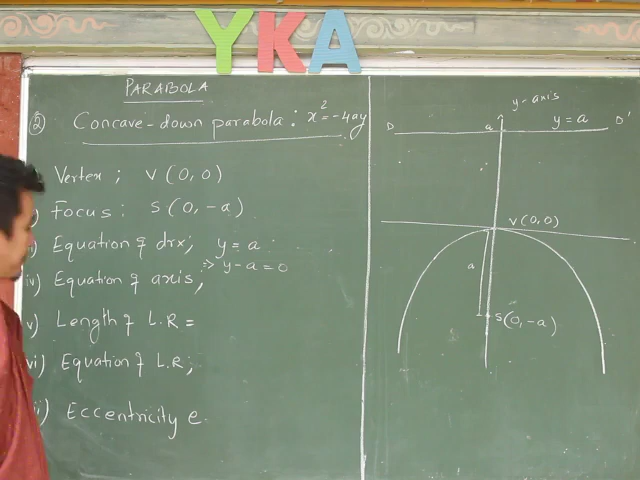 YKA
PARABOLA
② Concave-down parabola: x² = -4ay
Vertex; V(0,0)
) Focus: S(0,-a)
) Equation of drx; y = a
⇒ y-a=0
iv) Equation of axis;
v) Length of L.R =
vi) Equation of L.R;
ii) Eccentricity e.
y-axis
D a y=a D'
V(0,0)
a
S(0,-a)